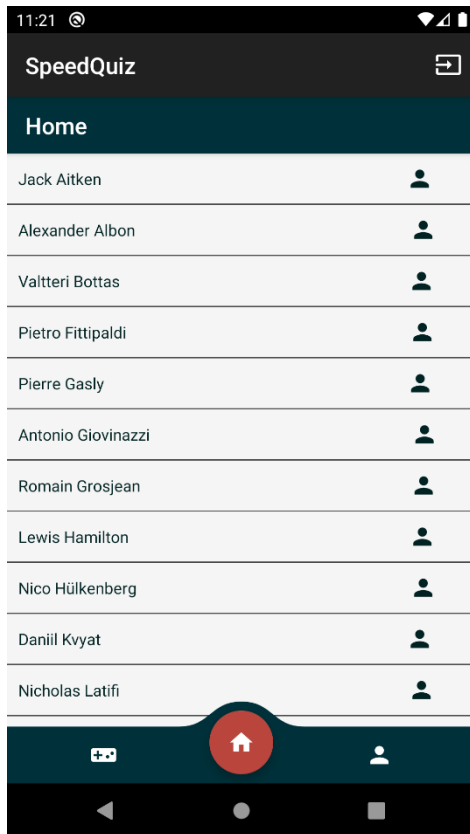 11:21
SpeedQuiz
Home
Jack Aitken
Alexander Albon
Valtteri Bottas
Pietro Fittipaldi
Pierre Gasly
Antonio Giovinazzi
Romain Grosjean
Lewis Hamilton
Nico Hülkenberg
Daniil Kvyat
Nicholas Latifi